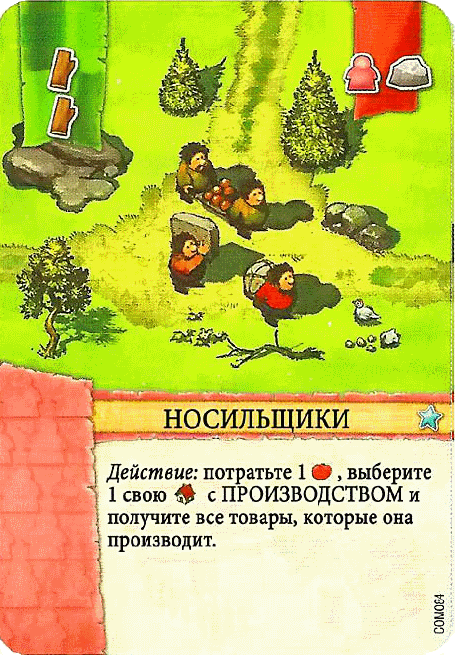 НОСИЛЬЩИКИ
Действие: потратьте 1 , выберите
1 свою с ПРОИЗВОДСТВОМ и
получите все товары, которые она
производит.
COM064